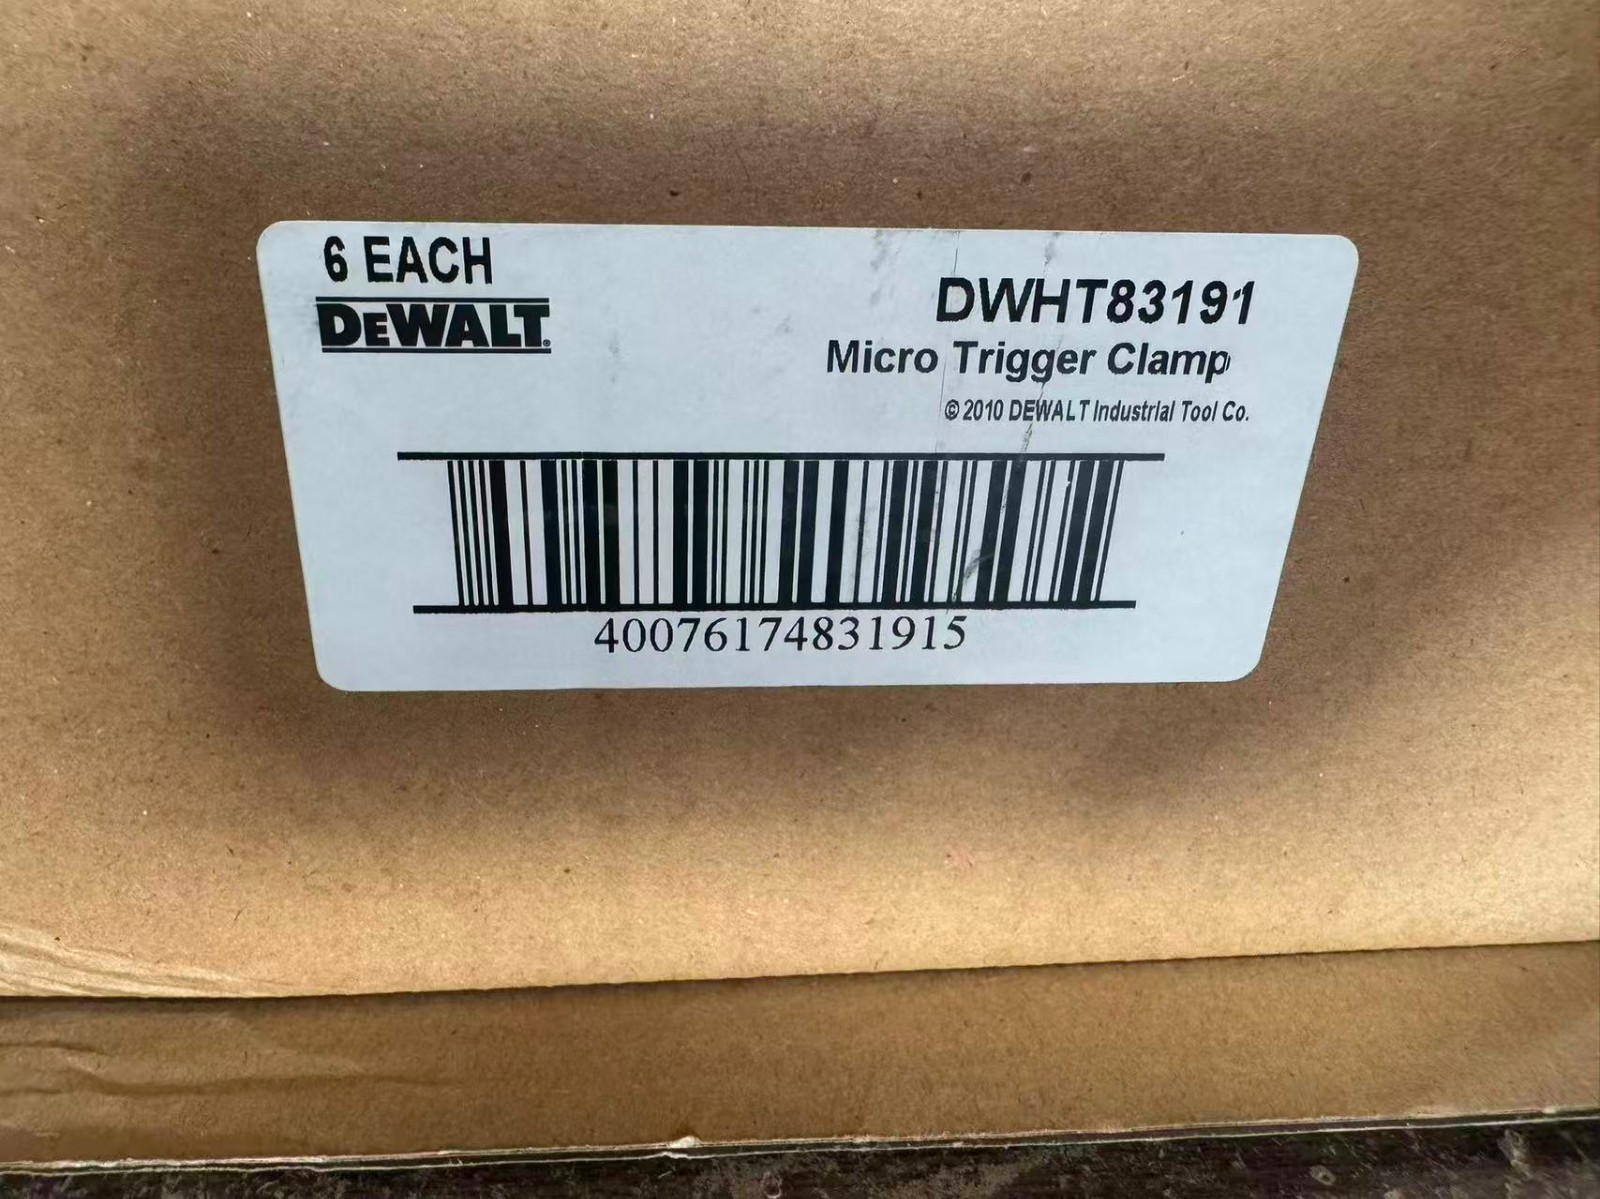 6 EACH
DEWALT®
DWHT83191
Micro Trigger Clamp
© 2010 DEWALT Industrial Tool Co.
40076174831915